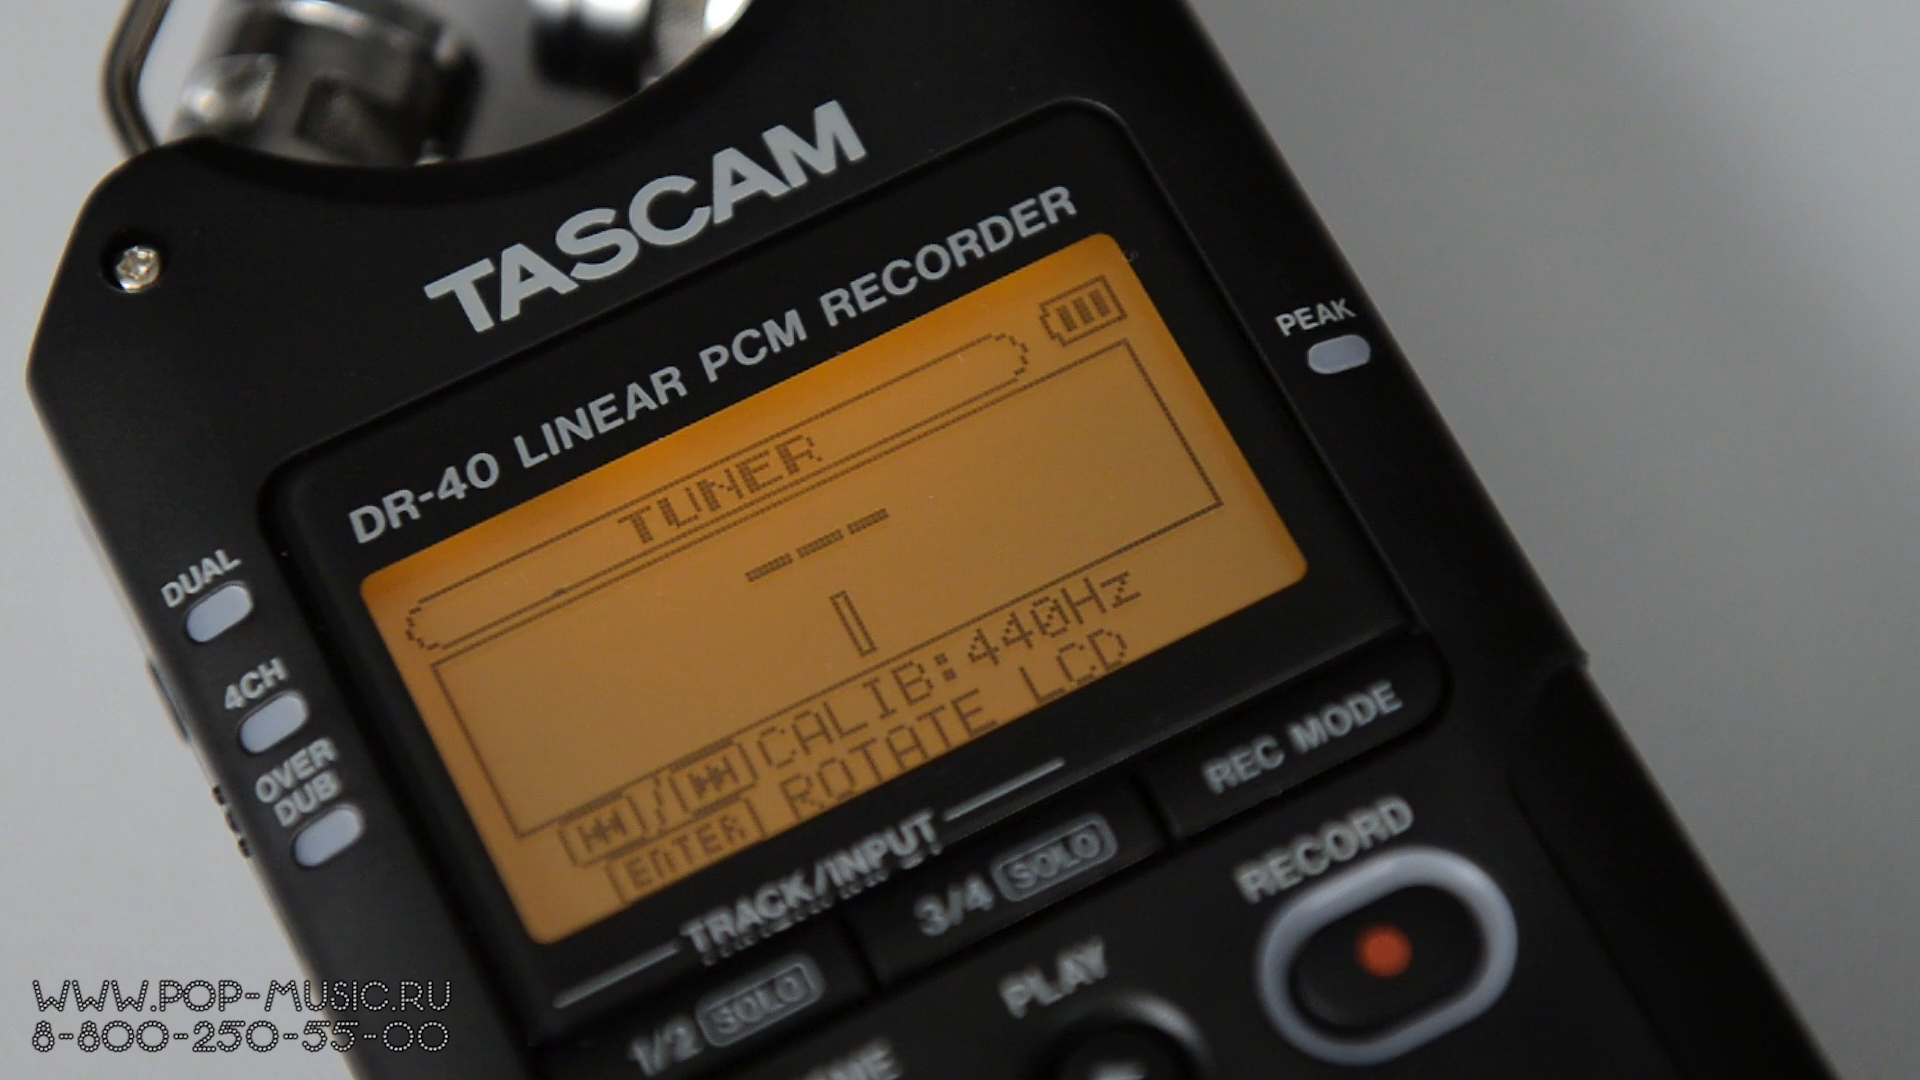 TASCAM
DR-40 LINEAR PCM RECORDER
PEAK
TUNER
DUAL
4CH
OVER
DUB
CALIB:440Hz
ENTER ROTATE LCD
TRACK/INPUT
REC MODE
1/2 SOLO
3/4 SOLO
RECORD
PLAY
WWW.POP-MUSIC.RU
8-800-250-55-00